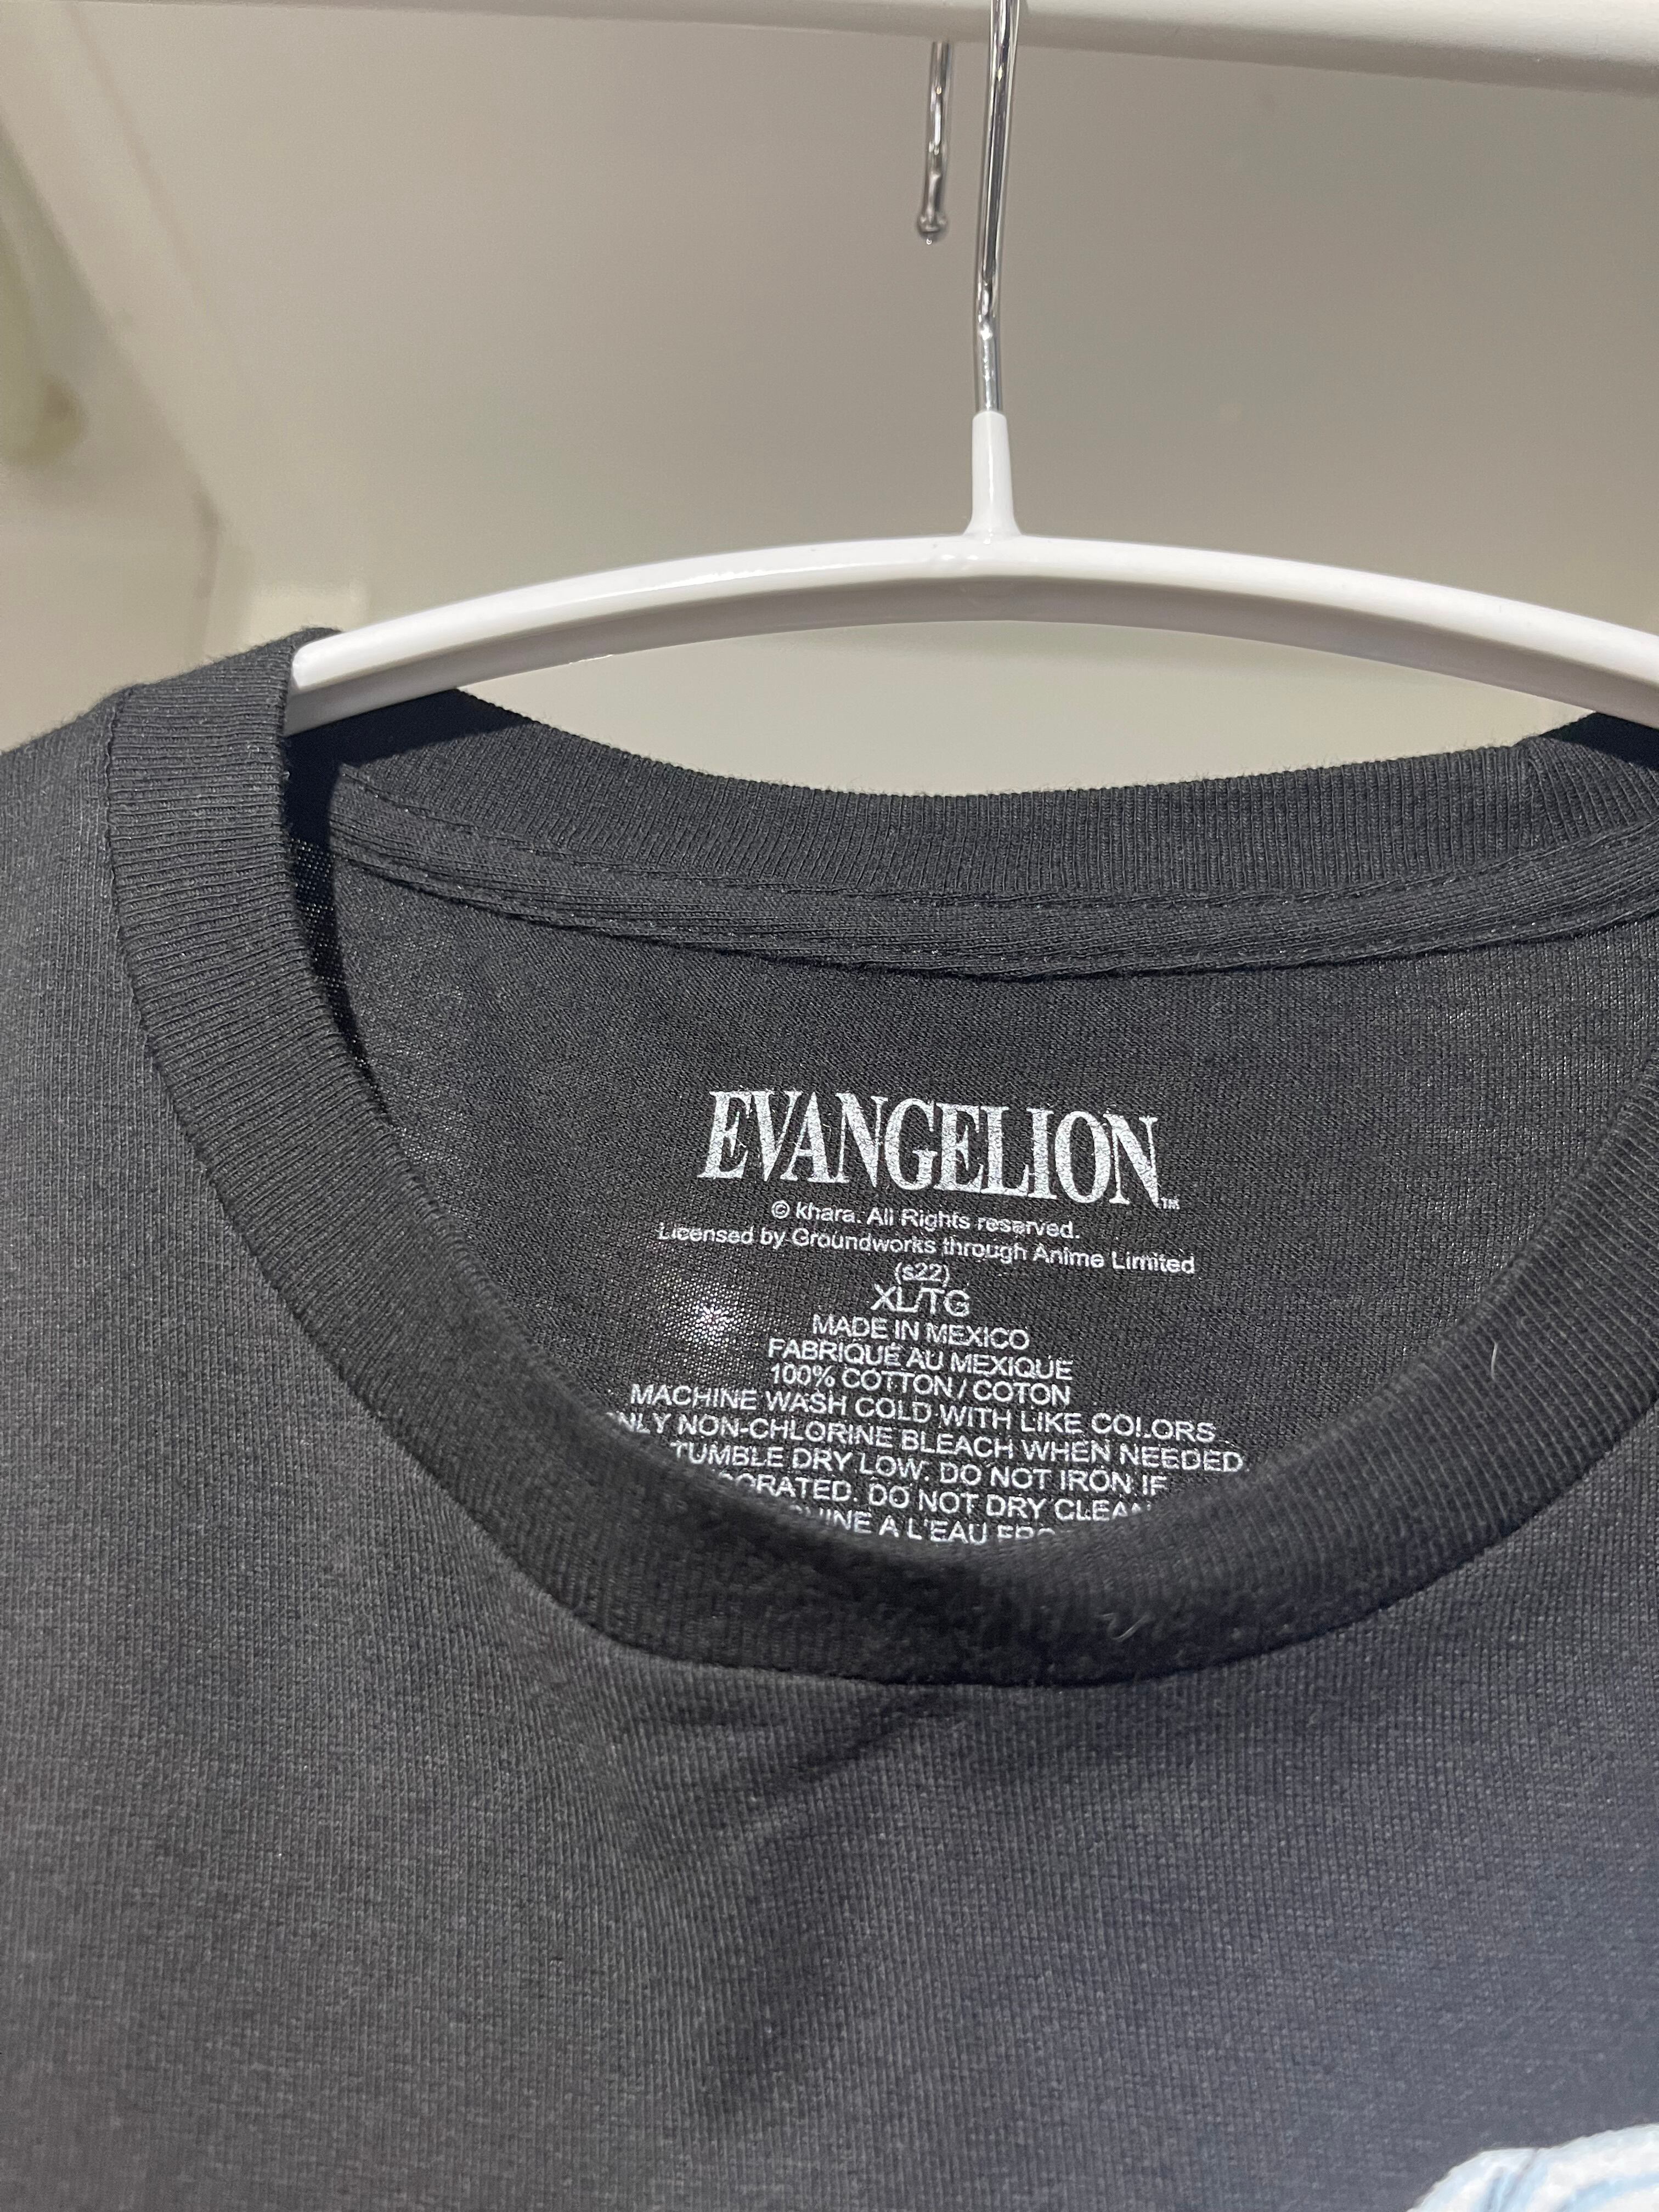 EVANGELION™
© khara. All Rights reserved.
Licensed by Groundworks through Anime Limited
(s22)
XL/TG
MADE IN MEXICO
FABRIQUÉ AU MEXIQUE
100% COTTON / COTON
MACHINE WASH COLD WITH LIKE COLORS
NON-CHLORINE BLEACH WHEN NEEDED.
TUMBLE DRY LOW. DO NOT IRON IF
DO NOT DRY CLEAN
A L'EAU